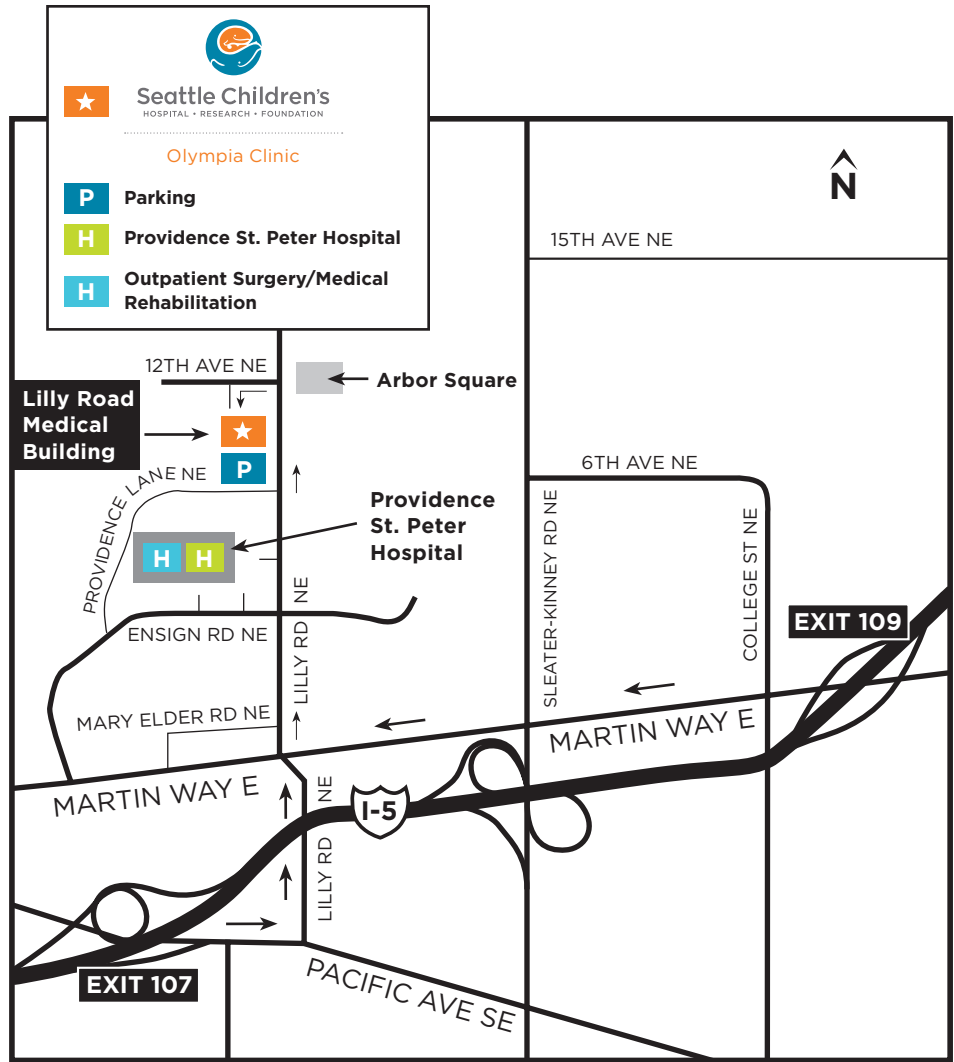 Seattle Children's
HOSPITAL • RESEARCH • FOUNDATION
Olympia Clinic
P
Parking
H
Providence St. Peter Hospital
H
Outpatient Surgery/Medical
Rehabilitation
N
15TH AVE NE
12TH AVE NE
Arbor Square
Lilly Road
Medical
Building
P
6TH AVE NE
PROVIDENCE LANE NE
Providence
St. Peter
Hospital
H
H
SLEATER-KINNEY RD NE
COLLEGE ST NE
LILLY RD NE
ENSIGN RD NE
EXIT 109
MARY ELDER RD NE
MARTIN WAY E
MARTIN WAY E
I-5
LILLY RD NE
PACIFIC AVE SE
EXIT 107